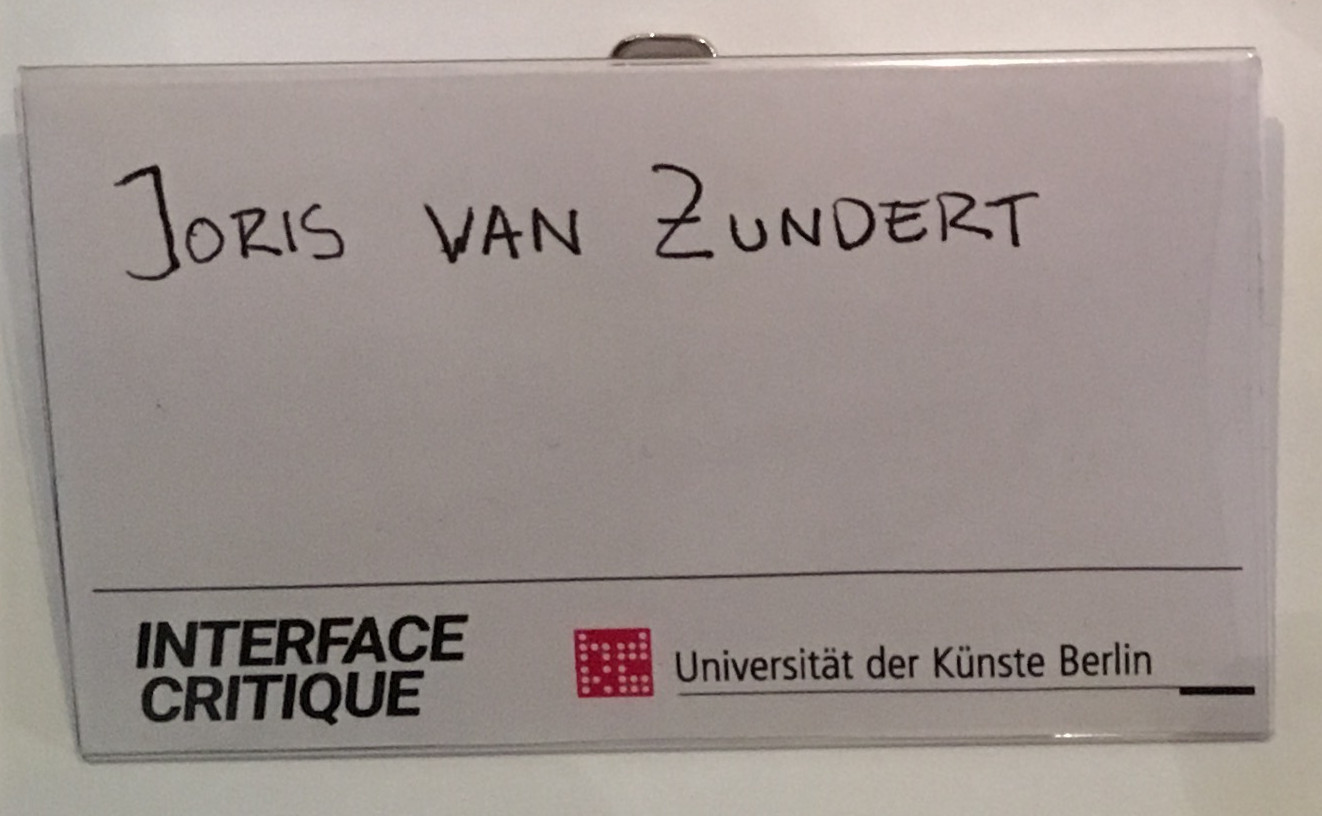 JORIS VAN ZUNDERT
INTERFACE
CRITIQUE
Universität der Künste Berlin